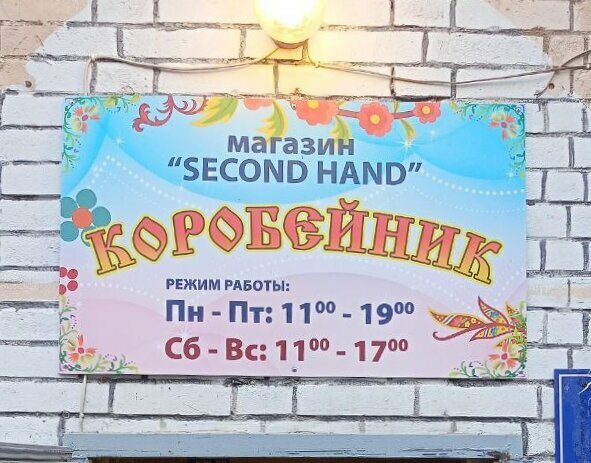 магазин
“SECOND HAND”
КОРОБЕЙНИК
РЕЖИМ РАБОТЫ:
Пн - Пт: 11⁰⁰ - 19⁰⁰
Сб - Вс: 11⁰⁰ - 17⁰⁰